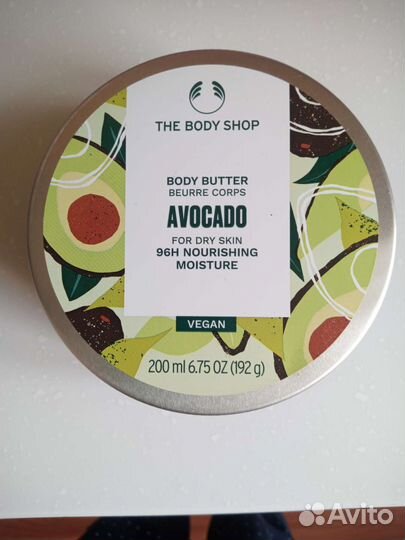 THE BODY SHOP
BODY BUTTER
BEURRE CORPS
AVOCADO
FOR DRY SKIN
96H NOURISHING
MOISTURE
VEGAN
200 ml 6.75 OZ (192 g)
Avito